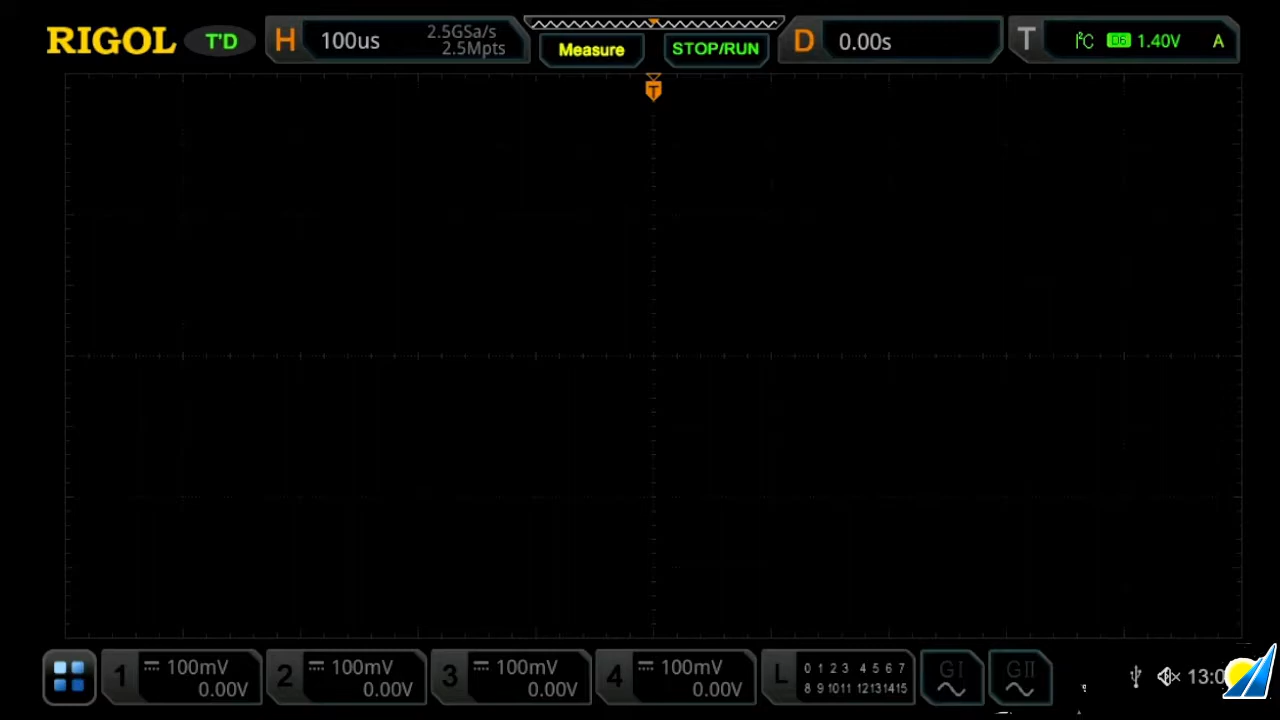 RIGOL T'D H 100us 2.5GSa/s 2.5Mpts Measure STOP/RUN D 0.00s T I²C D6 1.40V A
T
1 100mV 0.00V 2 100mV 0.00V 3 100mV 0.00V 4 100mV 0.00V L 0 1 2 3 4 5 6 7
8 9 10 11 12 13 14 15 GI GII